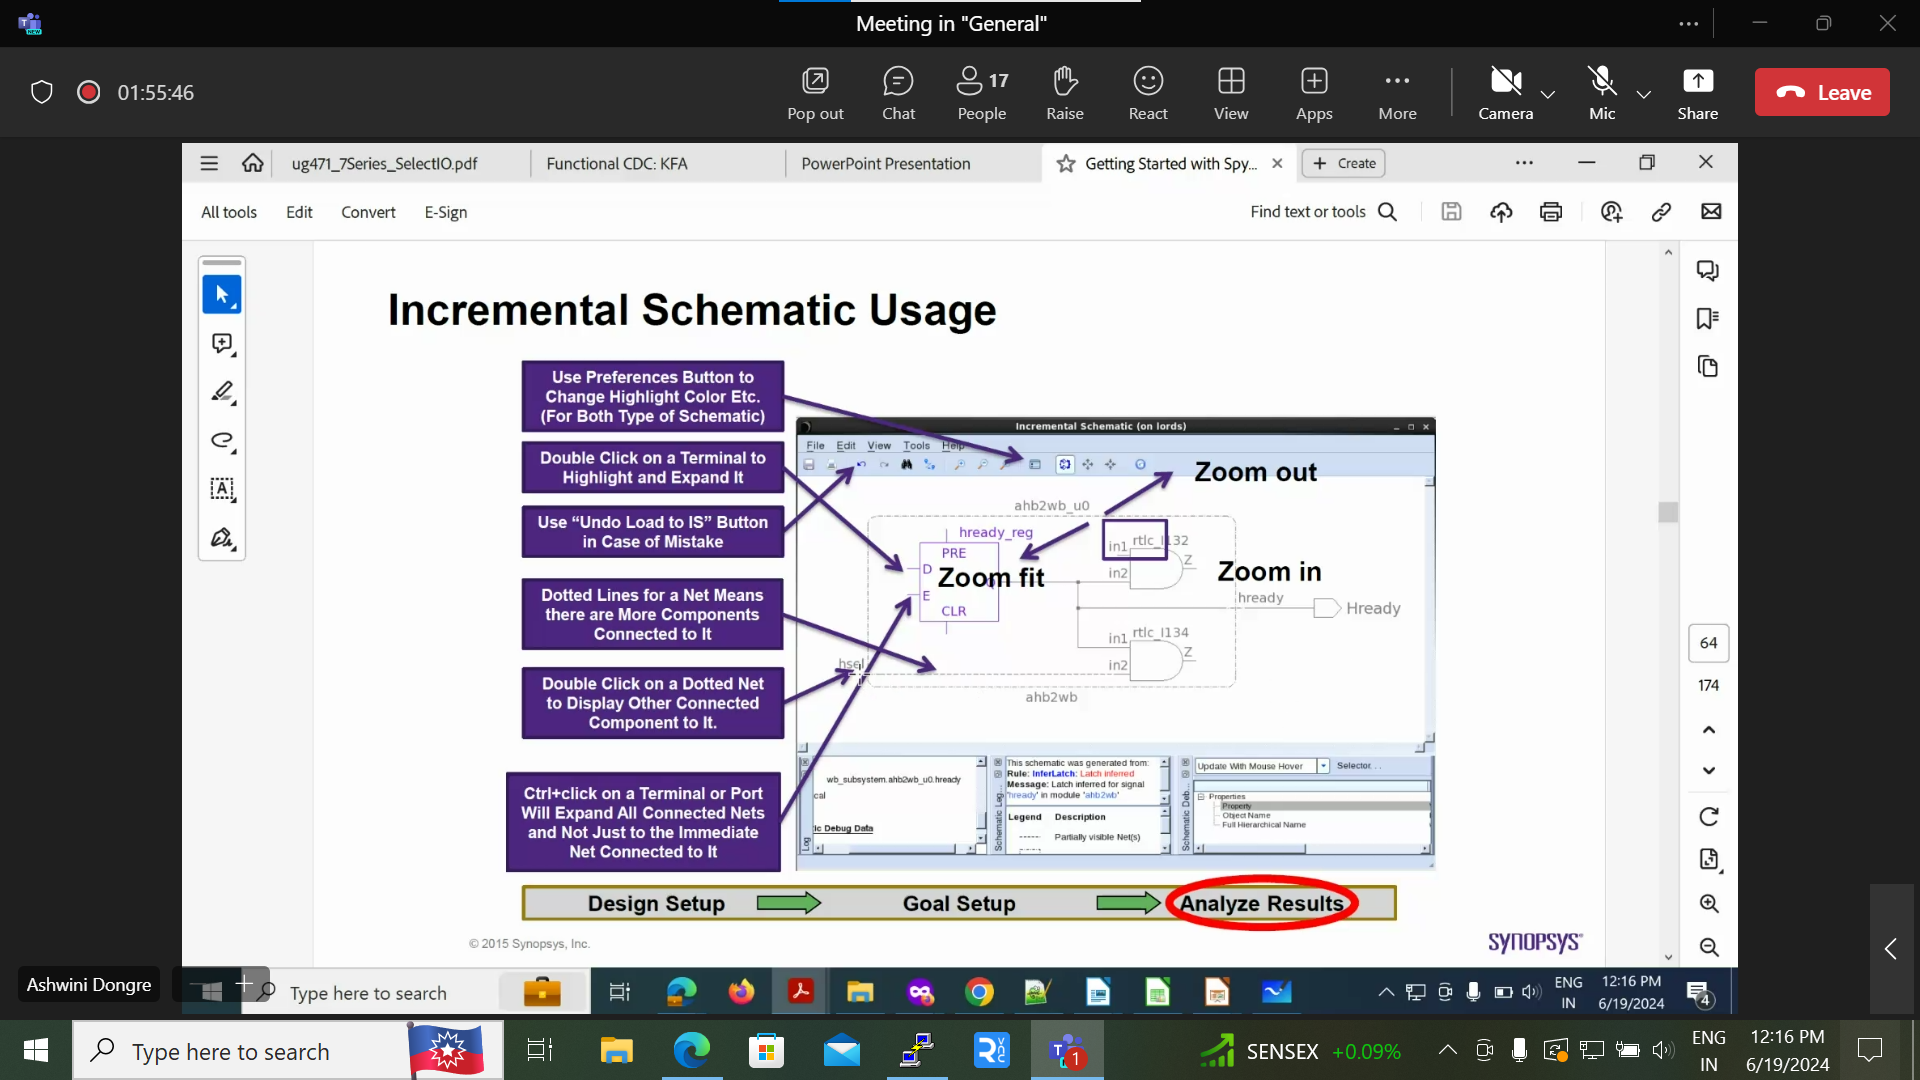 Meeting in "General"
01:55:46
Pop out
Chat
17
People
Raise
React
View
Apps
More
Camera
Mic
Share
Leave
ug471_7Series_SelectIO.pdf
Functional CDC: KFA
PowerPoint Presentation
Getting Started with Spy...
Create
All tools
Edit
Convert
E-Sign
Find text or tools
Incremental Schematic Usage
Use Preferences Button to
Change Highlight Color Etc.
(For Both Type of Schematic)
Double Click on a Terminal to
Highlight and Expand It
Use “Undo Load to IS” Button
in Case of Mistake
Dotted Lines for a Net Means
there are More Components
Connected to It
Double Click on a Dotted Net
to Display Other Connected
Component to It.
Ctrl+click on a Terminal or Port
Will Expand All Connected Nets
and Not Just to the Immediate
Net Connected to It
Incremental Schematic (on lords)
File Edit View Tools Help
Zoom out
ahb2wb_u0
hready_reg
PRE
D
E
CLR
Zoom fit
in1
rtlc_I132
in2
Z
Zoom in
hready
Hready
in1
rtlc_I134
in2
Z
hsel
ahb2wb
Log
wb_subsystem.ahb2wb_u0.hready
cal
ic Debug Data
Schematic Leg...
This schematic was generated from:
Rule: InferLatch: Latch inferred
Message: Latch inferred for signal
'hready' in module 'ahb2wb'
Legend Description
Partially visible Net(s)
Schematic Deb...
Update With Mouse Hover
Selector. . .
Properties
Property
Object Name
Full Hierarchical Name
Design Setup
Goal Setup
Analyze Results
© 2015 Synopsys, Inc.
SYNOPSYS®
64
174
Ashwini Dongre
Type here to search
ENG
IN
12:16 PM
6/19/2024
4
Type here to search
1
SENSEX +0.09%
ENG
IN
12:16 PM
6/19/2024